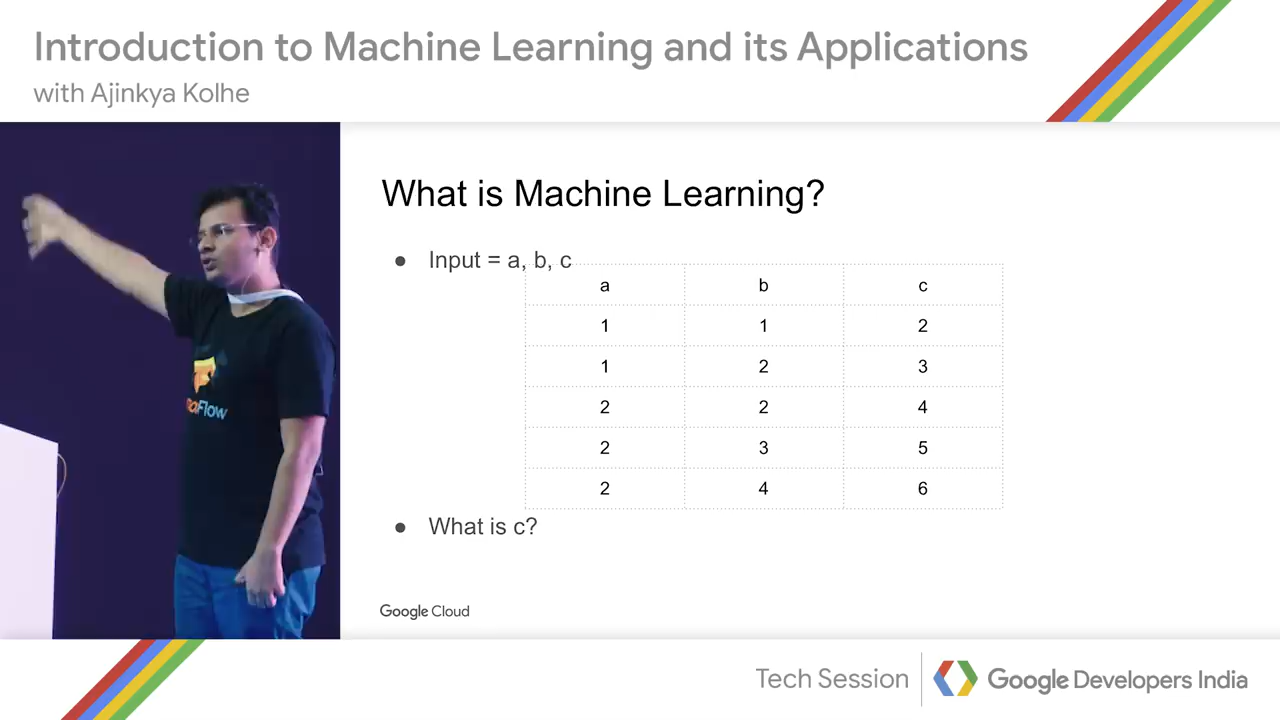 Introduction to Machine Learning and its Applications
with Ajinkya Kolhe
What is Machine Learning?
● Input = a, b, c
a b c
1 1 2
1 2 3
2 2 4
2 3 5
2 4 6
● What is c?
Google Cloud
Flow
Tech Session
Google Developers India